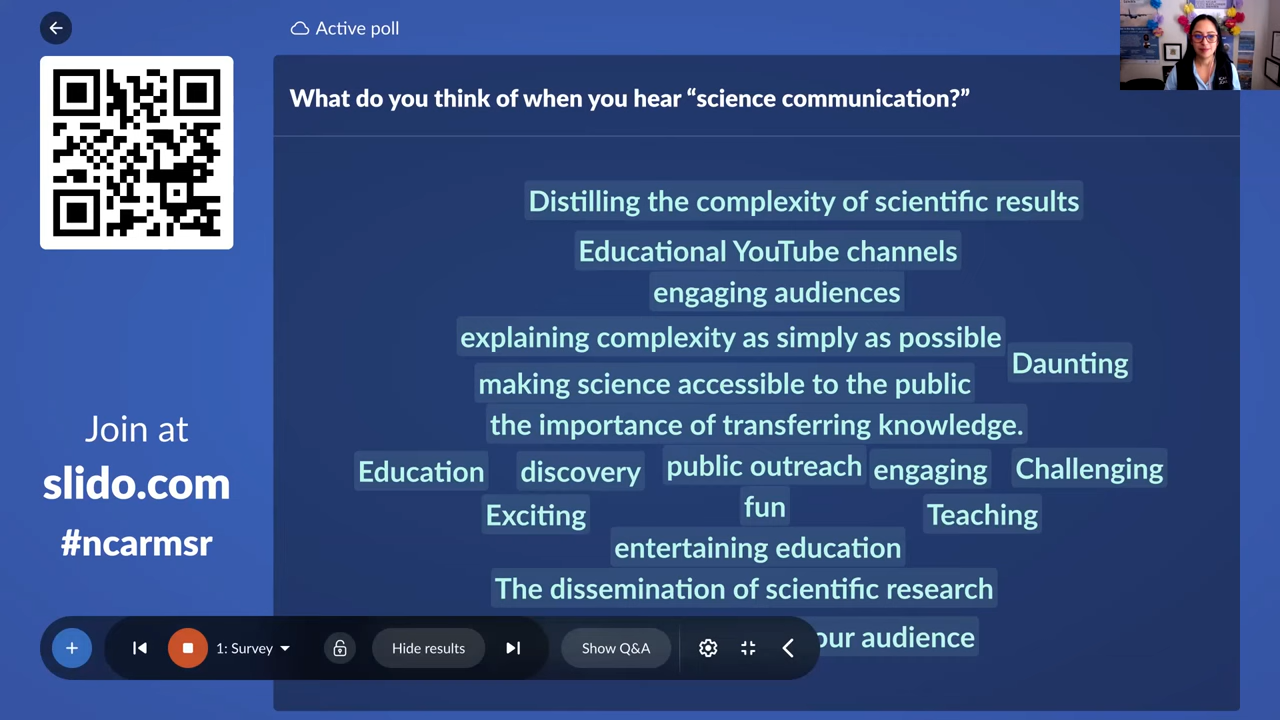 Active poll
What do you think of when you hear “science communication?”
Distilling the complexity of scientific results
Educational YouTube channels
engaging audiences
explaining complexity as simply as possible
Daunting
making science accessible to the public
the importance of transferring knowledge.
Education
discovery
public outreach
engaging
Challenging
Exciting
fun
Teaching
entertaining education
The dissemination of scientific research
our audience
Join at
slido.com
#ncarmsr
1: Survey
Hide results
Show Q&A